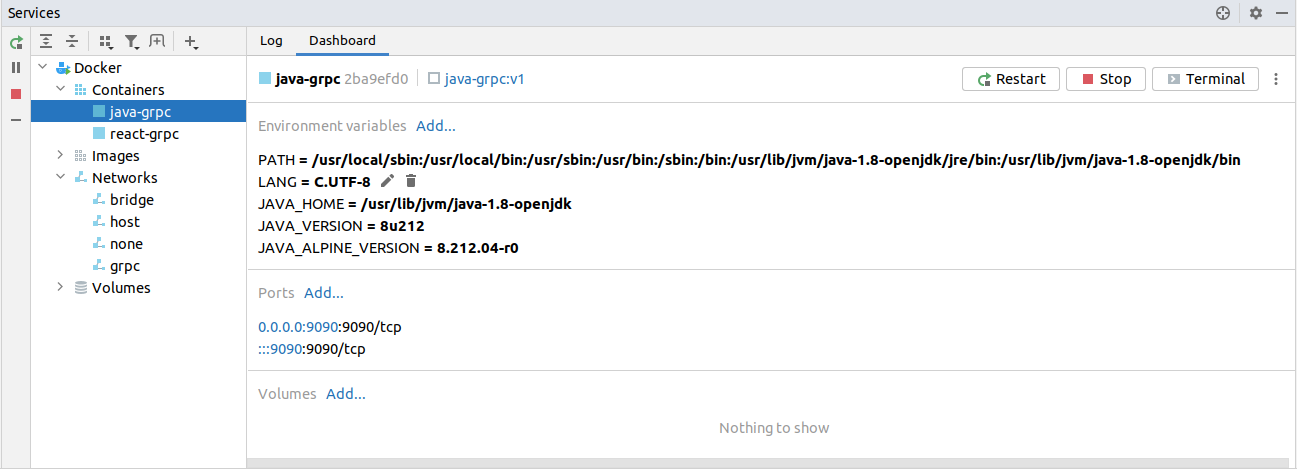 Services
Log Dashboard
Docker
Containers
java-grpc
react-grpc
Images
Networks
bridge
host
none
grpc
Volumes
java-grpc 2ba9efd0 java-grpc:v1 Restart Stop Terminal
Environment variables Add...
PATH = /usr/local/sbin:/usr/local/bin:/usr/sbin:/usr/bin:/sbin:/bin:/usr/lib/jvm/java-1.8-openjdk/jre/bin:/usr/lib/jvm/java-1.8-openjdk/bin
LANG = C.UTF-8
JAVA_HOME = /usr/lib/jvm/java-1.8-openjdk
JAVA_VERSION = 8u212
JAVA_ALPINE_VERSION = 8.212.04-r0
Ports Add...
0.0.0.0:9090:9090/tcp
:::9090:9090/tcp
Volumes Add...
Nothing to show